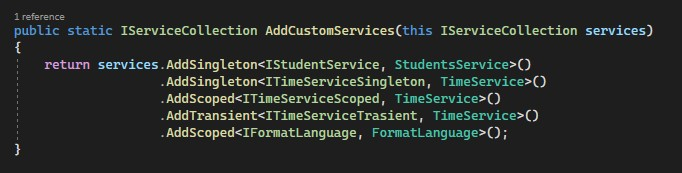 1 reference
public static IServiceCollection AddCustomServices(this IServiceCollection services)
{
    return services.AddSingleton<IStudentService, StudentsService>()
                   .AddSingleton<ITimeServiceSingleton, TimeService>()
                   .AddScoped<ITimeServiceScoped, TimeService>()
                   .AddTransient<ITimeServiceTrasient, TimeService>()
                   .AddScoped<IFormatLanguage, FormatLanguage>();
}